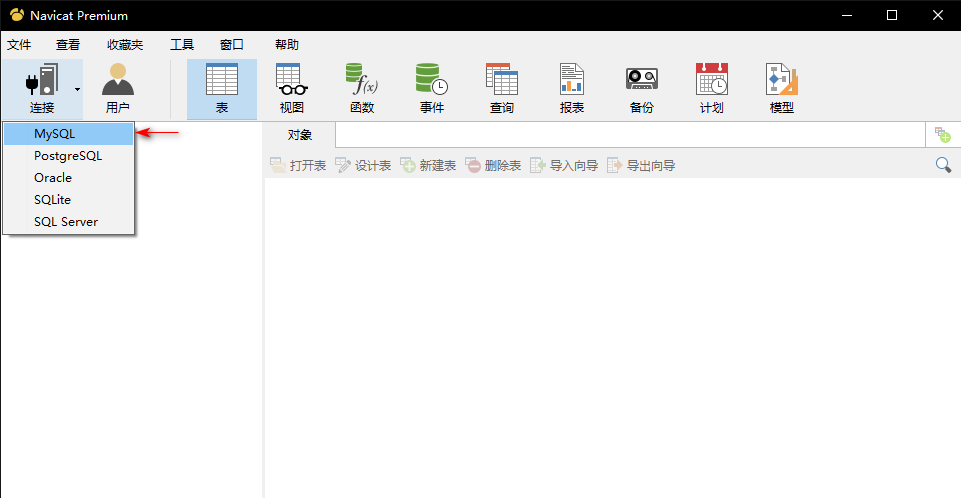 Navicat Premium
文件 查看 收藏夹 工具 窗口 帮助
连接 用户 表 视图 函数 事件 查询 报表 备份 计划 模型
f(x)
MySQL
PostgreSQL
Oracle
SQLite
SQL Server
对象
打开表 设计表 新建表 删除表 导入向导 导出向导